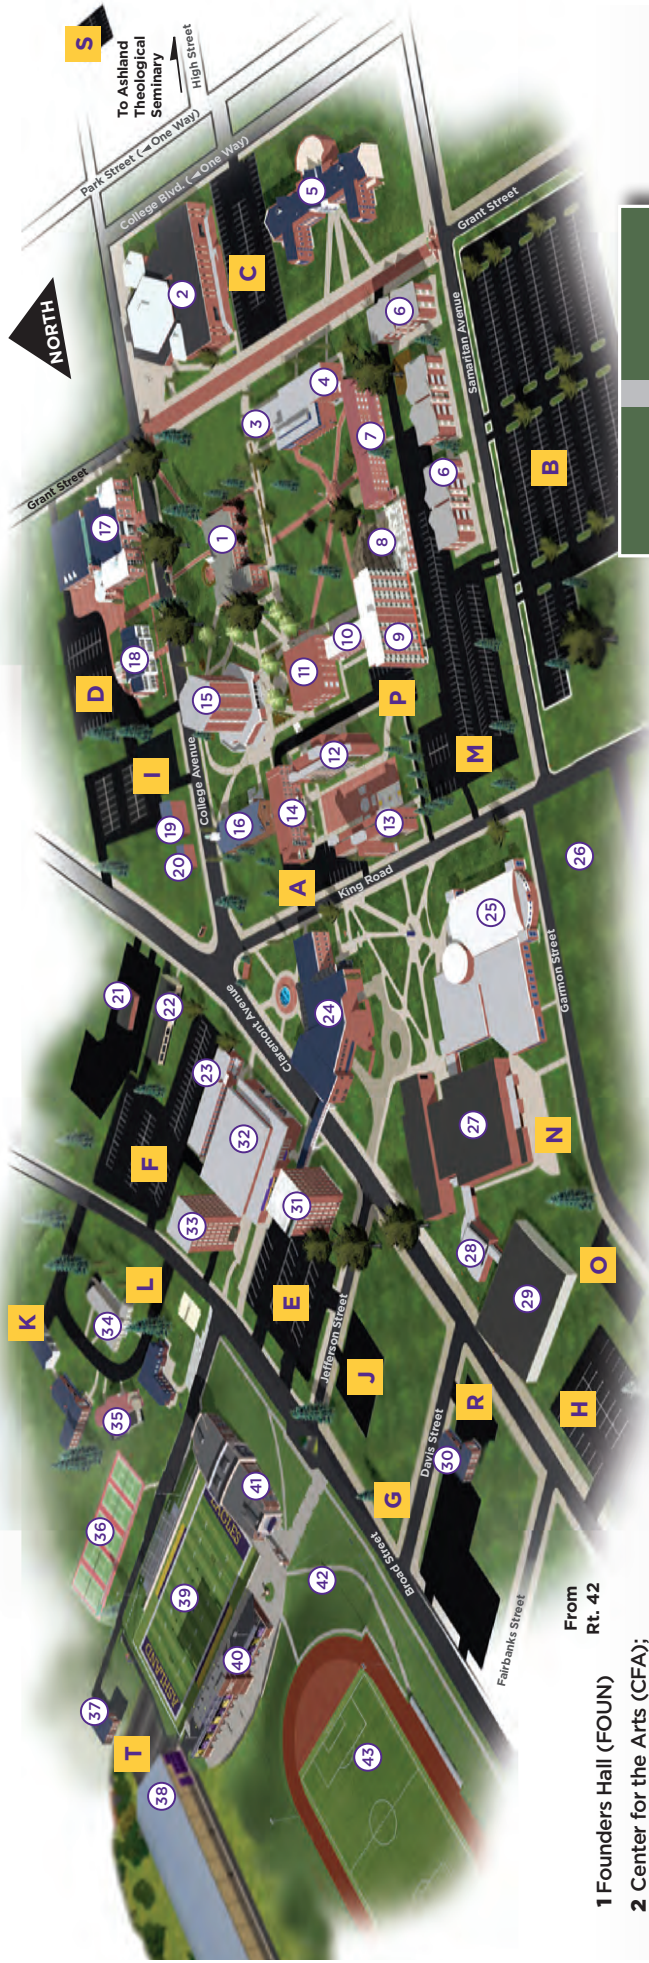 S
To Ashland
Theological
Seminary
High Street
Park Street (◄One Way)
College Blvd. (◄One Way)
NORTH
2
C
5
Grant Street
Grant Street
Samaritan Avenue
6
6
B
3
4
7
8
9
10
11
1
17
18
D
15
I
College Avenue
19
20
16
14
12
13
P
M
A
King Road
26
25
Garmon Street
21
22
23
Claremont Avenue
24
F
32
33
31
27
N
28
29
O
E
Jefferson Street
J
L
K
34
35
H
R
Davis Street
30
G
Broad Street
36
41
EAGLES
39
ASHLAND
40
42
37
T
38
43
Fairbanks Street
From
Rt. 42
1 Founders Hall (FOUN)
2 Center for the Arts (CFA);